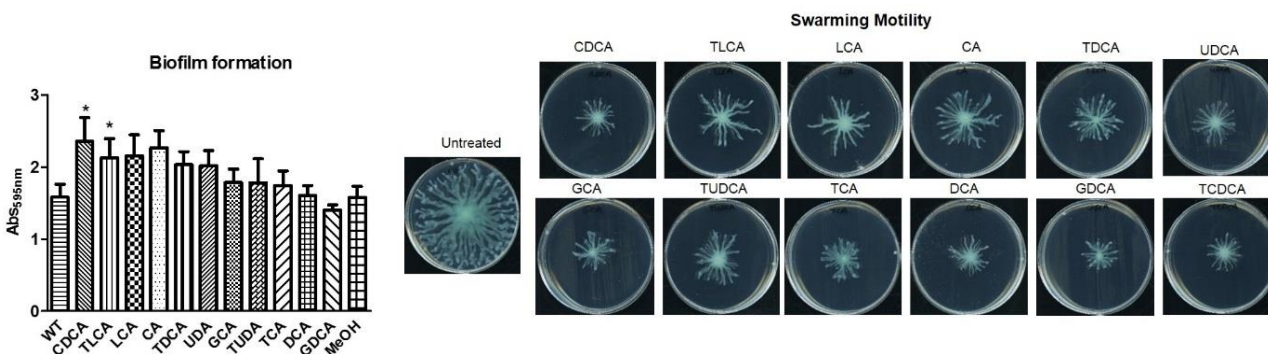 Biofilm formation
Abs595nm
3
2
1
0
*
*
WT
CDCA
TLCA
LCA
CA
TDCA
UDA
GCA
TUDA
TCA
DCA
GDCA
MeOH
Untreated
Swarming Motility
CDCA TLCA LCA CA TDCA UDCA
GCA TUDCA TCA DCA GDCA TCDCA